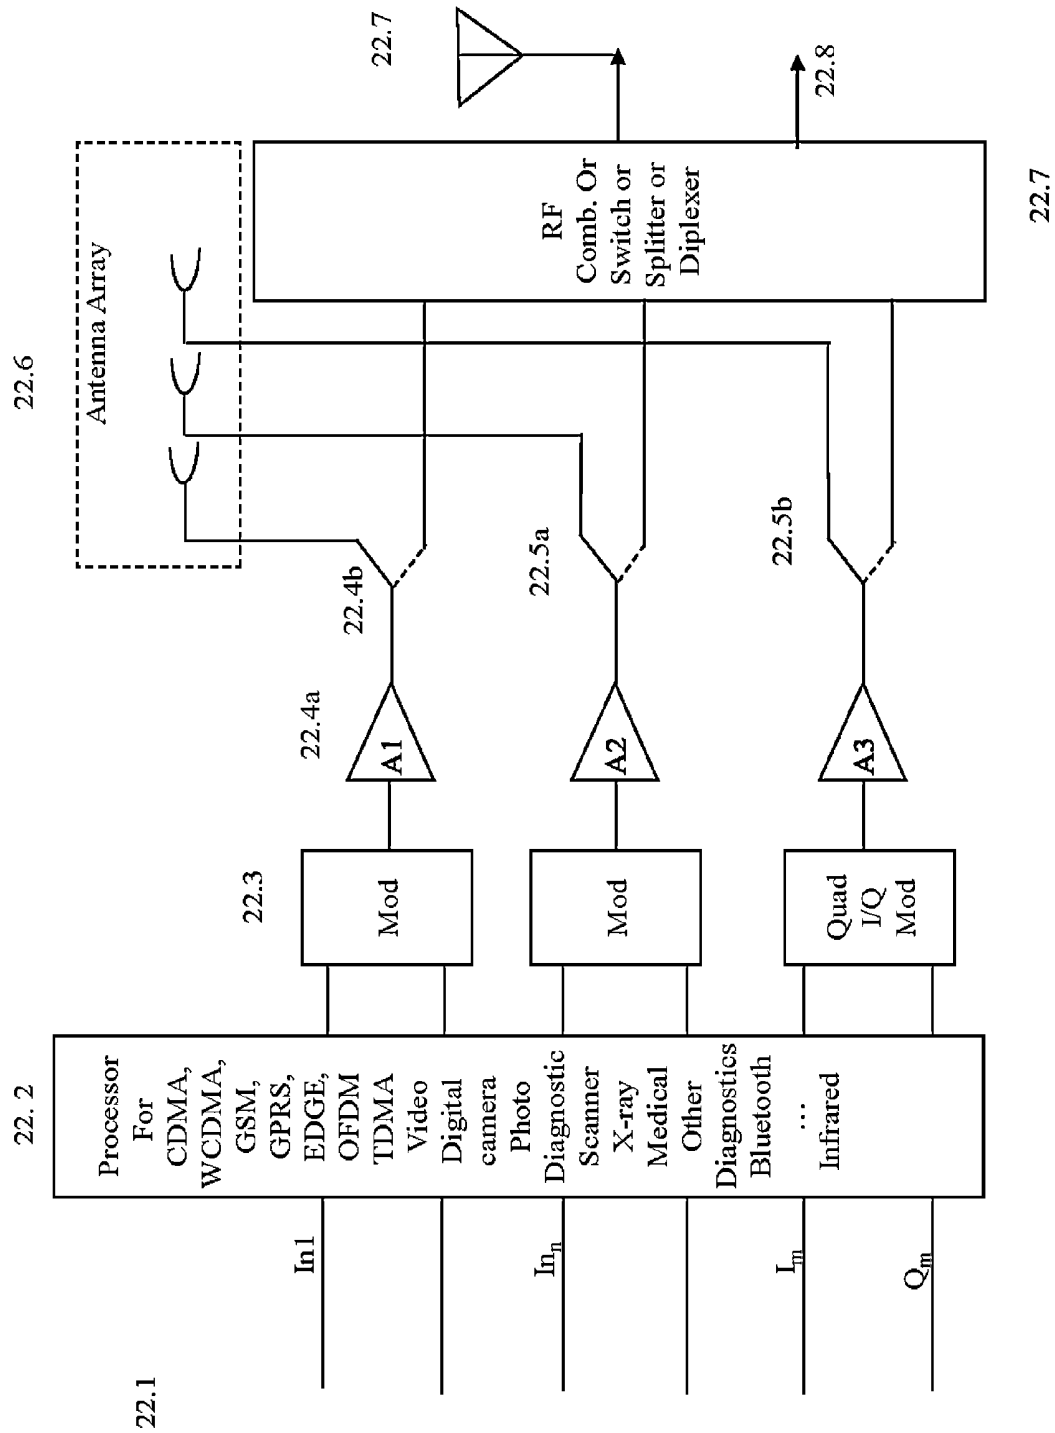 22.1
In1
In_n
I_m
Q_m
22. 2
Processor
For
CDMA,
WCDMA,
GSM,
GPRS,
EDGE,
OFDM
TDMA
Video
Digital
camera
Photo
Diagnostic
Scanner
X-ray
Medical
Other
Diagnostics
Bluetooth
...
Infrared
22.3
Mod
Mod
Quad
I/Q
Mod
22.4a
A1
A2
A3
22.4b
22.5a
22.5b
22.6
Antenna Array
RF
Comb. Or
Switch or
Splitter or
Diplexer
22.7
22.7
22.8